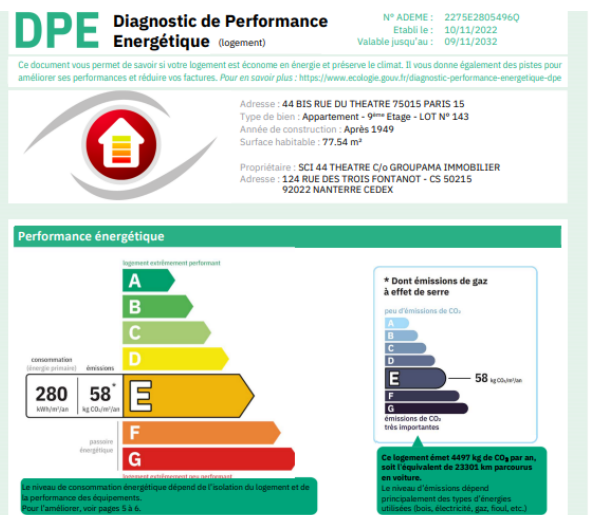 DPE
Diagnostic de Performance
Energétique (logement)
N° ADEME : 2275E2805496Q
Etabli le : 10/11/2022
Valable jusqu'au : 09/11/2032
Ce document vous permet de savoir si votre logement est économe en énergie et préserve le climat. Il vous donne également des pistes pour
améliorer ses performances et réduire vos factures. Pour en savoir plus : https://www.ecologie.gouv.fr/diagnostic-performance-energetique-dpe
Adresse : 44 BIS RUE DU THEATRE 75015 PARIS 15
Type de bien : Appartement - 9ème Etage - LOT N° 143
Année de construction : Après 1949
Surface habitable : 77.54 m²
Propriétaire : SCI 44 THEATRE C/o GROUPAMA IMMOBILIER
Adresse : 124 RUE DES TROIS FONTANOT - CS 50215
92022 NANTERRE CEDEX
Performance énergétique
logement extrêmement performant
A
B
C
D
consommation
(énergie primaire)
émissions
280
kWh/m²/an
58*
kg CO₂/m²/an
E
F
passoire
énergétique
G
logement extrêmement peu performant
Le niveau de consommation énergétique dépend de l'isolation du logement et de
la performance des équipements.
Pour l'améliorer, voir pages 5 à 6.
* Dont émissions de gaz
à effet de serre
peu d'émissions de CO₂
A
B
C
D
E
58 kg CO₂/m²/an
F
G
émissions de CO₂
très importantes
Ce logement émet 4497 kg de CO₂ par an,
soit l'équivalent de 23301 km parcourus
en voiture.
Le niveau d'émissions dépend
principalement des types d'énergies
utilisées (bois, électricité, gaz, fioul, etc.)